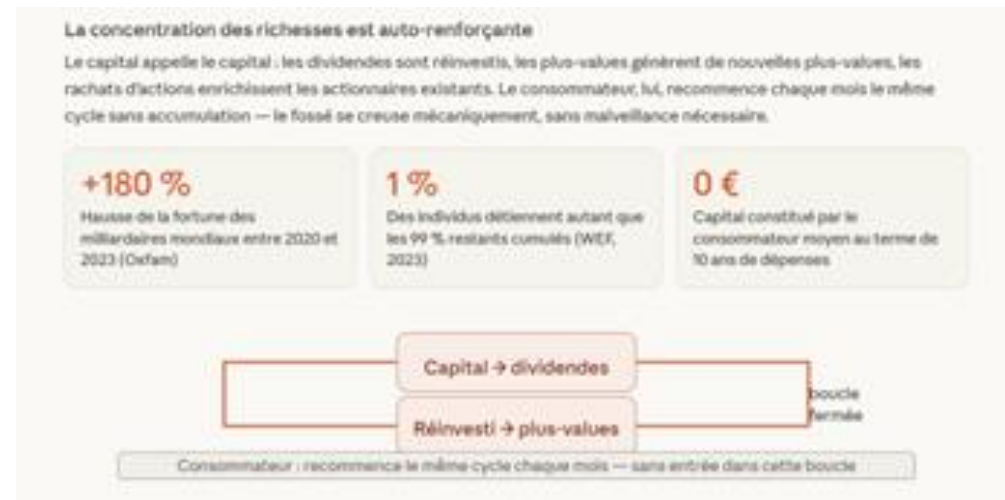 La concentration des richesses est auto-renforçante
Le capital appelle le capital : les dividendes sont réinvestis, les plus-values génèrent de nouvelles plus-values, les
rachats d'actions enrichissent les actionnaires existants. Le consommateur, lui, recommence chaque mois le même
cycle sans accumulation — le fossé se creuse mécaniquement, sans malveillance nécessaire.
+180 %
Hausse de la fortune des
milliardaires mondiaux entre 2020 et
2023 (Oxfam)
1 %
Des individus détiennent autant que
les 99 % restants cumulés (WEF,
2023)
0 €
Capital constitué par le
consommateur moyen au terme de
10 ans de dépenses
Capital → dividendes
boucle
fermée
Réinvesti → plus-values
Consommateur : recommence le même cycle chaque mois — sans entrée dans cette boucle